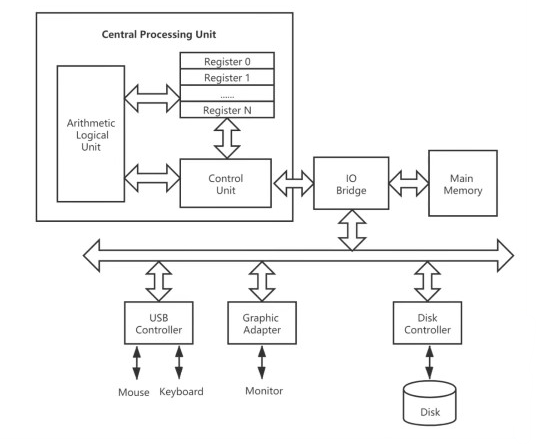 Central Processing Unit
Register 0
Register 1
......
Register N
Arithmetic
Logical
Unit
Control
Unit
IO
Bridge
Main
Memory
USB
Controller
Graphic
Adapter
Disk
Controller
Mouse
Keyboard
Monitor
Disk